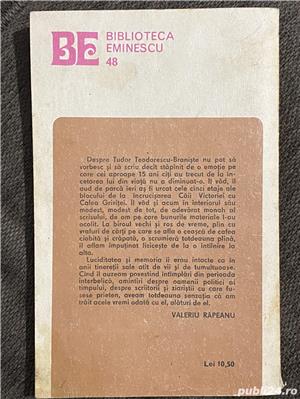 BE
BIBLIOTECA
EMINESCU
48
Despre Tudor Teodorescu-Braniște nu pot să
vorbesc și să scriu decît stăpînit de o emoție pe
care cei aproape 15 ani cîți au trecut de la în-
cetarea lui din viață nu a diminuat-o. Îl văd, îl
aud de parcă ieri aș fi urcat cele cinci etaje ale
blocului de la încrucișarea Căii Victoriei cu
Calea Griviței. Îl văd și acum în interiorul său
modest, modest de tot, de adevărat monah al
scrisului, de om pe care bunurile materiale l-au
ocolit. La biroul vechi și ros de vreme, plin cu
vrafuri de cărți pe care se afla o ceașcă de cafea
ciobită și crăpată, o scrumieră totdeauna plină,
îl aflam împuținat fizicește de la o întîlnire la
alta.
Luciditatea și memoria îi erau intacte ca în
anii tinereții sale atît de vii și de tumultuoase.
Cînd îl auzeam povestind întîmplări din perioada
interbelică, amintiri despre oamenii politici ai
timpului, despre scriitorii și ziariștii cu care fu-
sese prieten, aveam totdeauna senzația că am
trăit acele vremi odată cu el, alături de el.
VALERIU RÂPEANU
Lei 10,50
publi24.ro